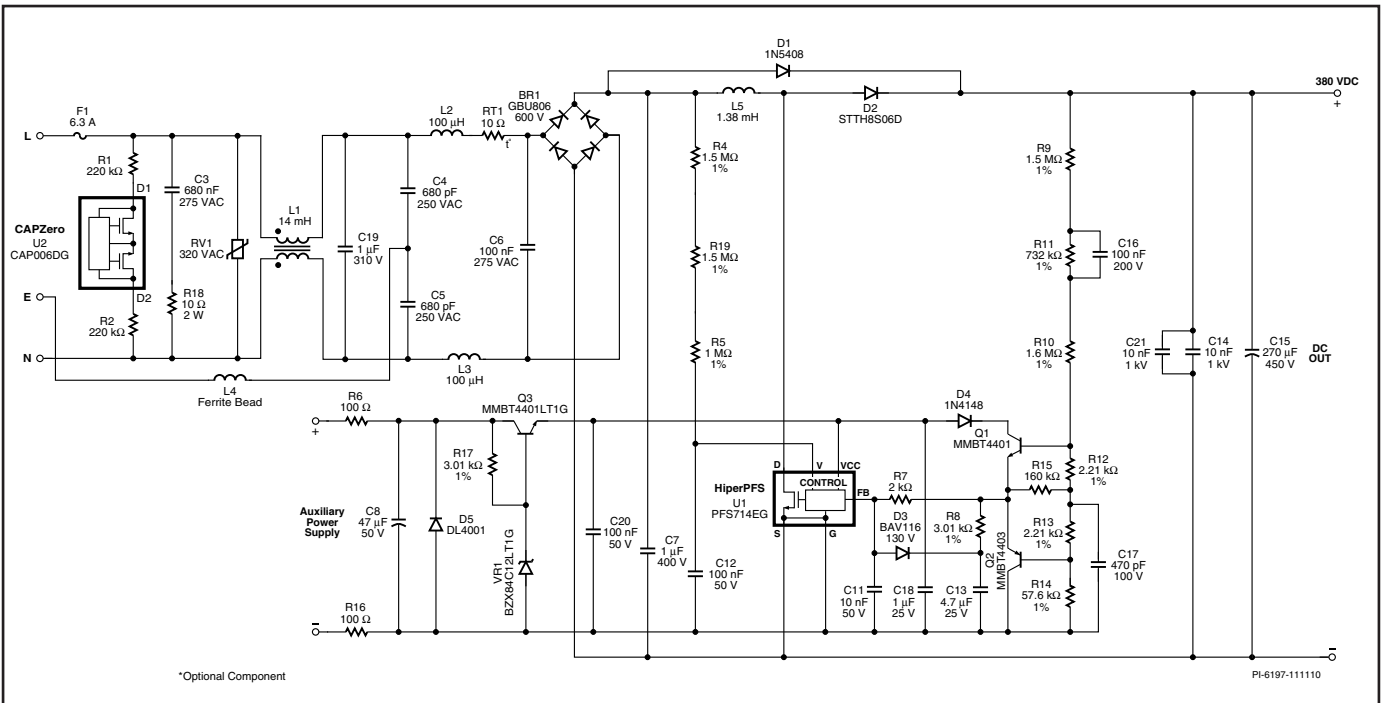 D1
1N5408
BR1
GBU806
600 V
L5
1.38 mH
D2
STTH8S06D
380 VDC
+
F1
6.3 A
L
L2
100 µH
RT1
10 Ω
t*
R1
220 kΩ
D1
C3
680 nF
275 VAC
CAPZero
U2
CAP006DG
L1
14 mH
RV1
320 VAC
C19
1 µF
310 V
C4
680 pF
250 VAC
C6
100 nF
275 VAC
R4
1.5 MΩ
1%
R9
1.5 MΩ
1%
R19
1.5 MΩ
1%
R11
732 kΩ
1%
C16
100 nF
200 V
E
D2
R18
10 Ω
2 W
C5
680 pF
250 VAC
R2
220 kΩ
N
R5
1 MΩ
1%
R10
1.6 MΩ
1%
C21
10 nF
1 kV
C14
10 nF
1 kV
C15
270 µF
450 V
DC
OUT
L3
100 µH
L4
Ferrite Bead
R6
100 Ω
+
Q3
MMBT4401LT1G
D4
1N4148
Q1
MMBT4401
R17
3.01 kΩ
1%
R12
2.21 kΩ
1%
R15
160 kΩ
D
V
VCC
CONTROL
HiperPFS
U1
PFS714EG
FB
S
G
R7
2 kΩ
D3
BAV116
130 V
R8
3.01 kΩ
1%
Q2
MMBT4403
R13
2.21 kΩ
1%
Auxiliary
Power
Supply
C8
47 µF
50 V
D5
DL4001
VR1
BZX84C12LT1G
C20
100 nF
50 V
C7
1 µF
400 V
C12
100 nF
50 V
C11
10 nF
50 V
C18
1 µF
25 V
C13
4.7 µF
25 V
R14
57.6 kΩ
1%
C17
470 pF
100 V
R16
100 Ω
−
−
*Optional Component
PI-6197-111110